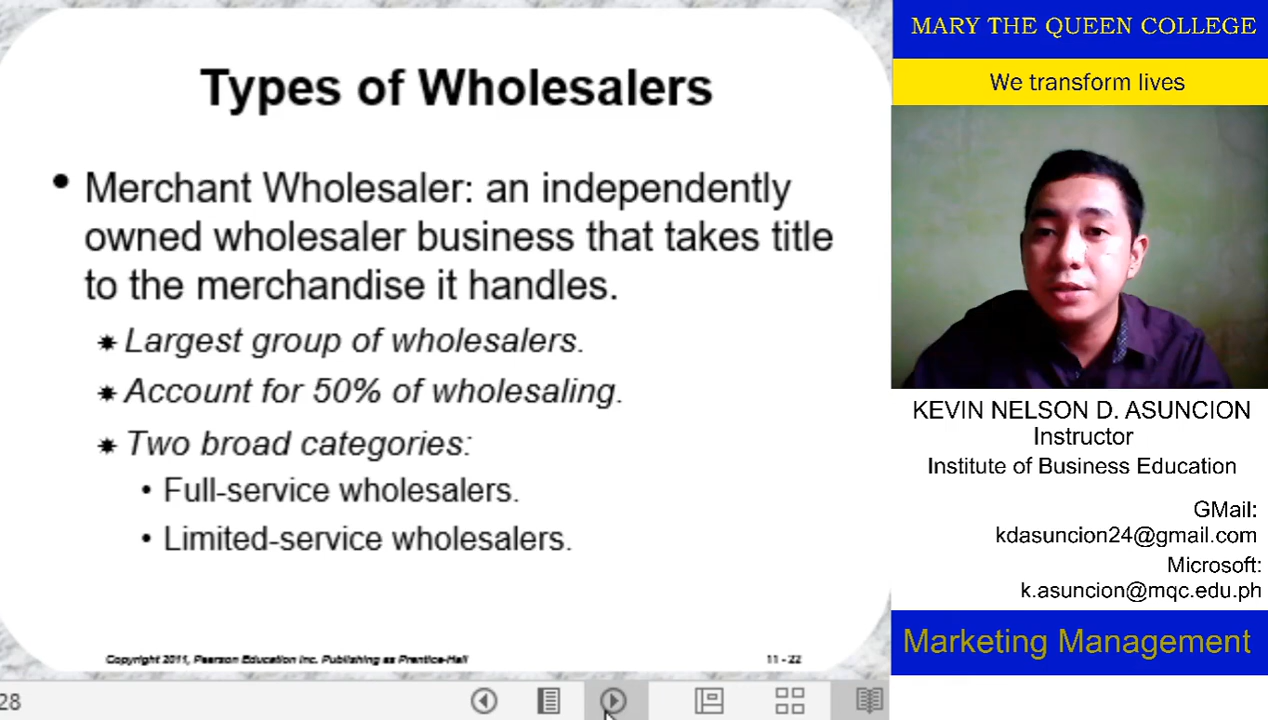 Types of Wholesalers
• Merchant Wholesaler: an independently
owned wholesaler business that takes title
to the merchandise it handles.
Largest group of wholesalers.
Account for 50% of wholesaling.
Two broad categories:
• Full-service wholesalers.
• Limited-service wholesalers.
Copyright 2011, Pearson Education Inc. Publishing as Prentice-Hall
11 - 22
28
MARY THE QUEEN COLLEGE
We transform lives
KEVIN NELSON D. ASUNCION
Instructor
Institute of Business Education
GMail:
kdasuncion24@gmail.com
Microsoft:
k.asuncion@mqc.edu.ph
Marketing Management